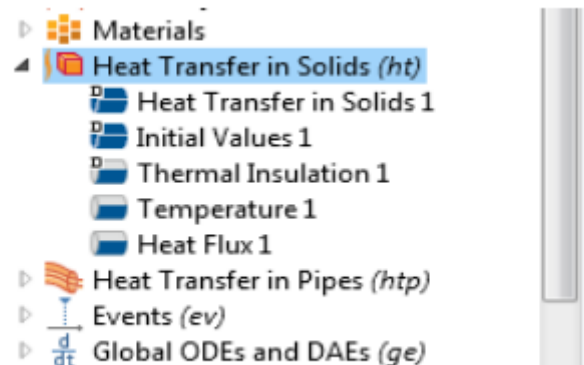 Materials
Heat Transfer in Solids (ht)
D Heat Transfer in Solids 1
D Initial Values 1
D Thermal Insulation 1
Temperature 1
Heat Flux 1
Heat Transfer in Pipes (htp)
Events (ev)
d/dt Global ODEs and DAEs (ge)